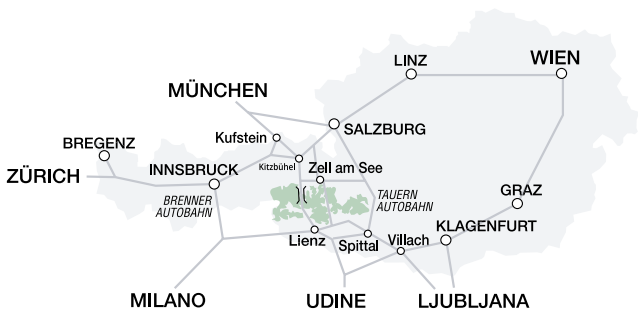 LINZ
WIEN
MÜNCHEN
Kufstein
SALZBURG
BREGENZ
ZÜRICH
INNSBRUCK
Kitzbühel
Zell am See
BRENNER
AUTOBAHN
TAUERN
AUTOBAHN
GRAZ
Lienz
Spittal
Villach
KLAGENFURT
MILANO
UDINE
LJUBLJANA